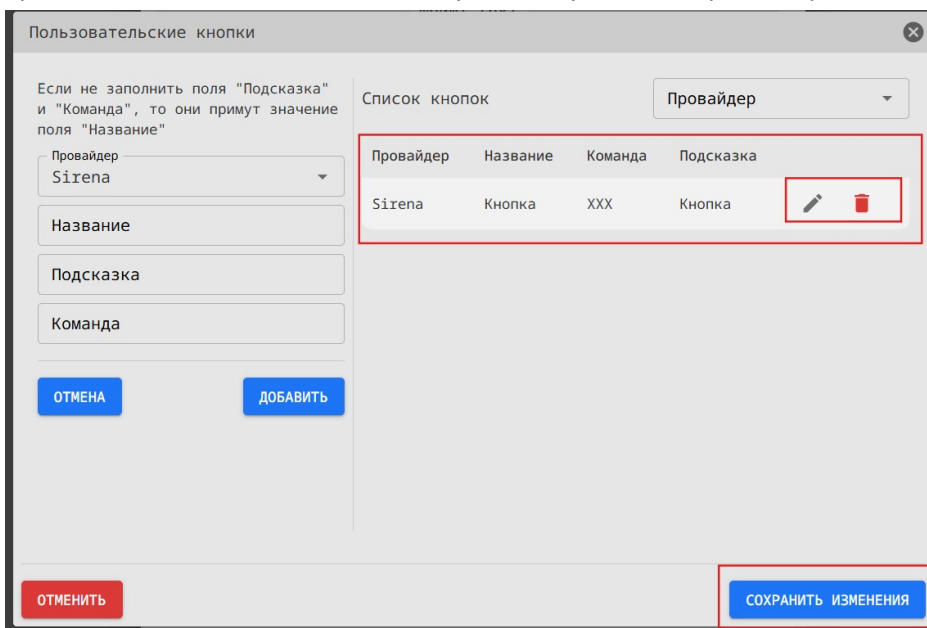 Пользовательские кнопки
Если не заполнить поля "Подсказка"
и "Команда", то они примут значение
поля "Название"
Провайдер
Sirena
Название
Подсказка
Команда
ОТМЕНА ДОБАВИТЬ
Список кнопок Провайдер
Провайдер Название Команда Подсказка
Sirena Кнопка XXX Кнопка
ОТМЕНИТЬ СОХРАНИТЬ ИЗМЕНЕНИЯ